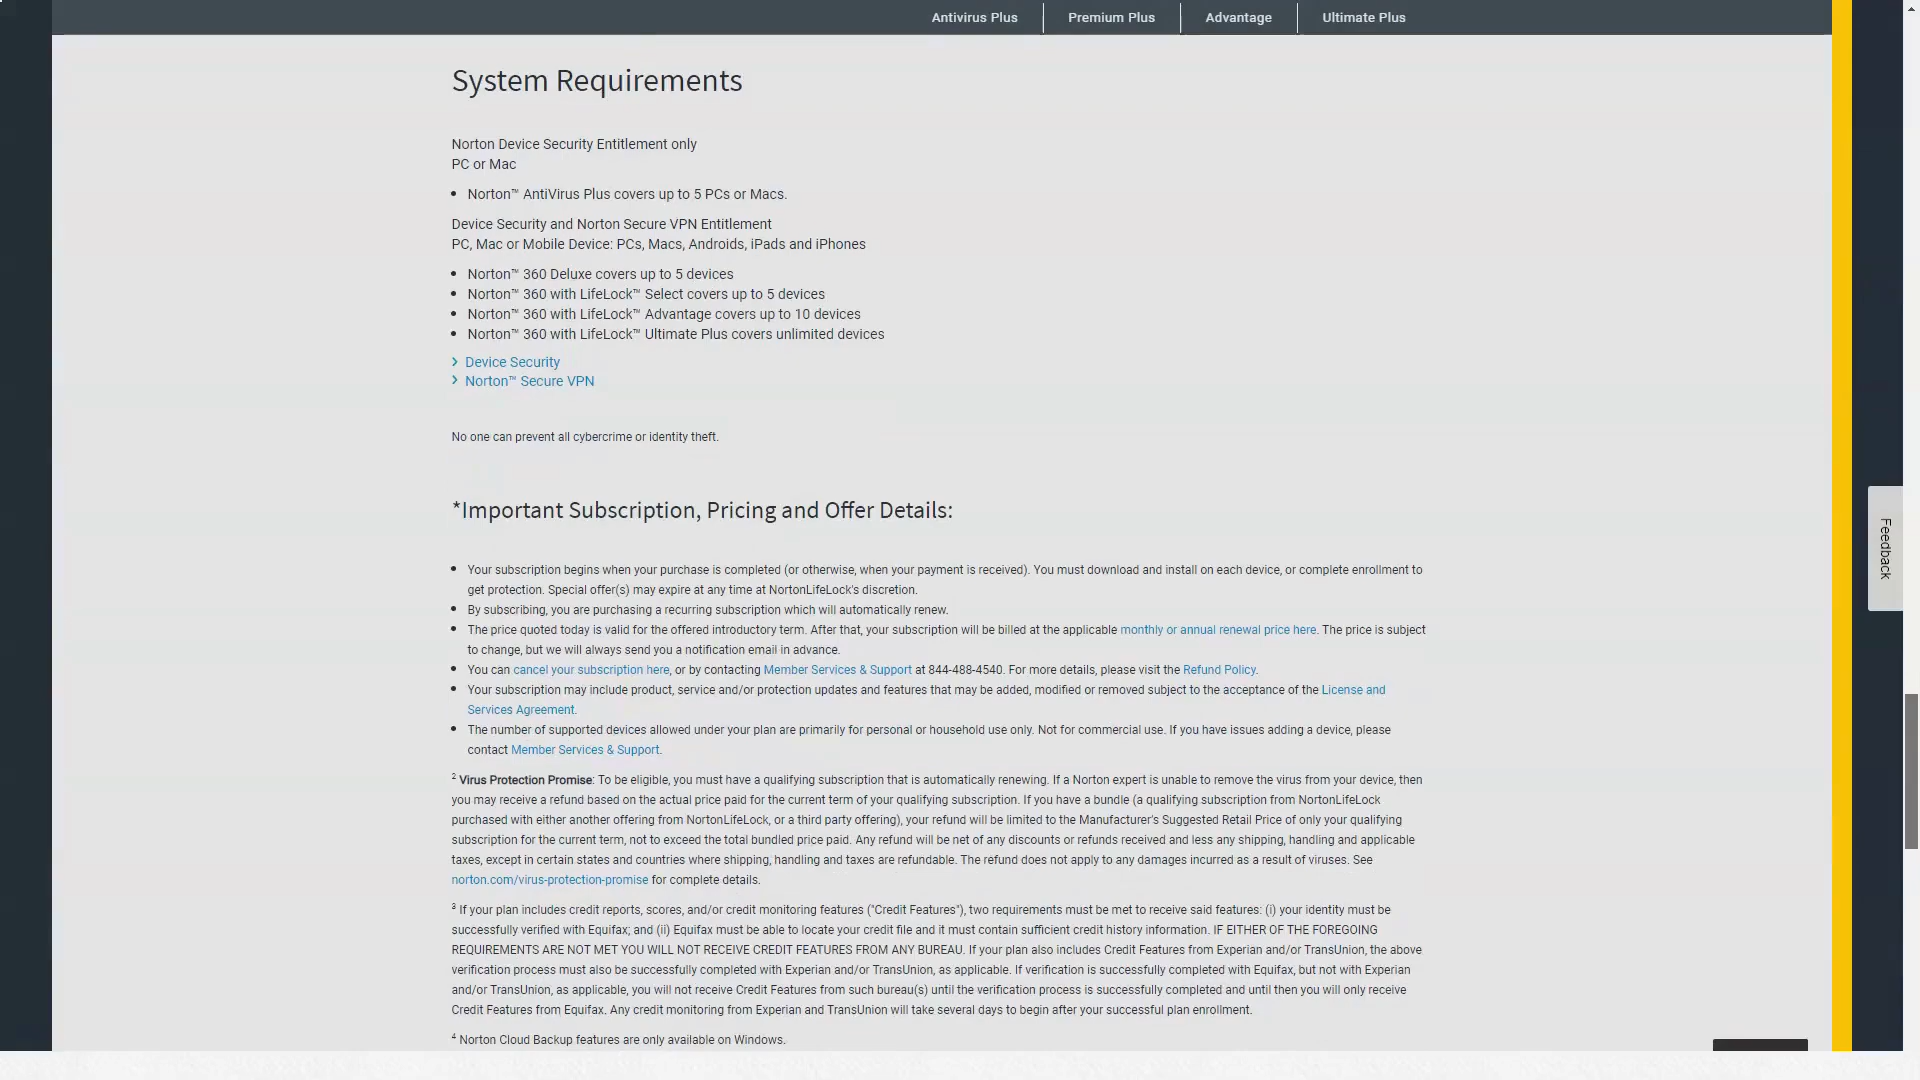 Antivirus Plus
Premium Plus
Advantage
Ultimate Plus
System Requirements
Norton Device Security Entitlement only
PC or Mac
• Norton™ AntiVirus Plus covers up to 5 PCs or Macs.
Device Security and Norton Secure VPN Entitlement
PC, Mac or Mobile Device: PCs, Macs, Androids, iPads and iPhones
• Norton™ 360 Deluxe covers up to 5 devices
• Norton™ 360 with LifeLock™ Select covers up to 5 devices
• Norton™ 360 with LifeLock™ Advantage covers up to 10 devices
• Norton™ 360 with LifeLock™ Ultimate Plus covers unlimited devices
› Device Security
› Norton™ Secure VPN
No one can prevent all cybercrime or identity theft.
*Important Subscription, Pricing and Offer Details:
• Your subscription begins when your purchase is completed (or otherwise, when your payment is received). You must download and install on each device, or complete enrollment to
get protection. Special offer(s) may expire at any time at NortonLifeLock's discretion.
• By subscribing, you are purchasing a recurring subscription which will automatically renew.
• The price quoted today is valid for the offered introductory term. After that, your subscription will be billed at the applicable monthly or annual renewal price here. The price is subject
to change, but we will always send you a notification email in advance.
• You can cancel your subscription here, or by contacting Member Services & Support at 844-488-4540. For more details, please visit the Refund Policy.
• Your subscription may include product, service and/or protection updates and features that may be added, modified or removed subject to the acceptance of the License and
Services Agreement.
• The number of supported devices allowed under your plan are primarily for personal or household use only. Not for commercial use. If you have issues adding a device, please
contact Member Services & Support.
² Virus Protection Promise: To be eligible, you must have a qualifying subscription that is automatically renewing. If a Norton expert is unable to remove the virus from your device, then
you may receive a refund based on the actual price paid for the current term of your qualifying subscription. If you have a bundle (a qualifying subscription from NortonLifeLock
purchased with either another offering from NortonLifeLock, or a third party offering), your refund will be limited to the Manufacturer's Suggested Retail Price of only your qualifying
subscription for the current term, not to exceed the total bundled price paid. Any refund will be net of any discounts or refunds received and less any shipping, handling and applicable
taxes, except in certain states and countries where shipping, handling and taxes are refundable. The refund does not apply to any damages incurred as a result of viruses. See
norton.com/virus-protection-promise for complete details.
³ If your plan includes credit reports, scores, and/or credit monitoring features ("Credit Features"), two requirements must be met to receive said features: (i) your identity must be
successfully verified with Equifax; and (ii) Equifax must be able to locate your credit file and it must contain sufficient credit history information. IF EITHER OF THE FOREGOING
REQUIREMENTS ARE NOT MET YOU WILL NOT RECEIVE CREDIT FEATURES FROM ANY BUREAU. If your plan also includes Credit Features from Experian and/or TransUnion, the above
verification process must also be successfully completed with Experian and/or TransUnion, as applicable. If verification is successfully completed with Equifax, but not with Experian
and/or TransUnion, as applicable, you will not receive Credit Features from such bureau(s) until the verification process is successfully completed and until then you will only receive
Credit Features from Equifax. Any credit monitoring from Experian and TransUnion will take several days to begin after your successful plan enrollment.
⁴ Norton Cloud Backup features are only available on Windows.
Feedback